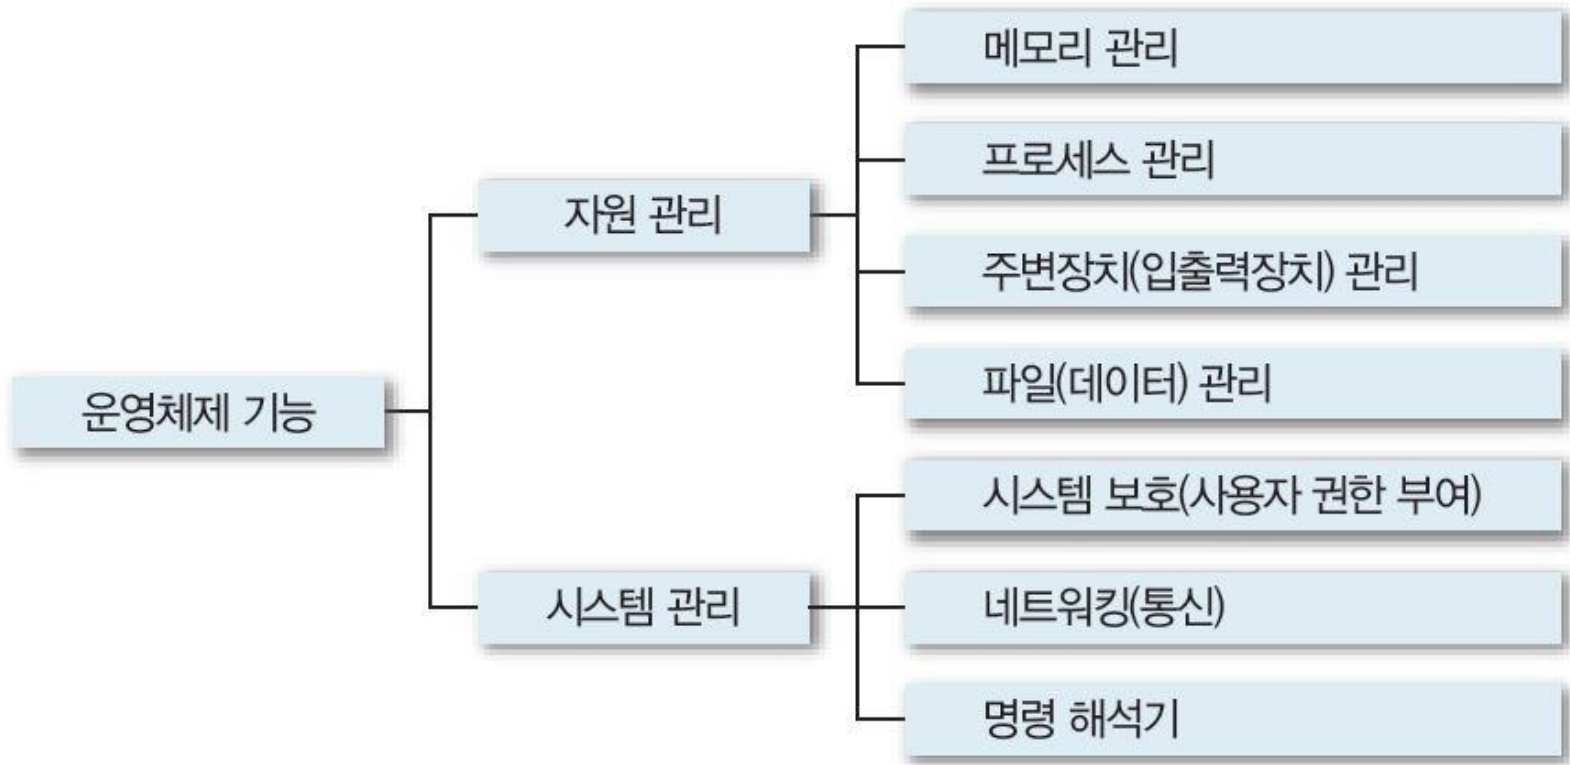 운영체제 기능
자원 관리
메모리 관리
프로세스 관리
주변장치(입출력장치) 관리
파일(데이터) 관리
시스템 관리
시스템 보호(사용자 권한 부여)
네트워킹(통신)
명령 해석기